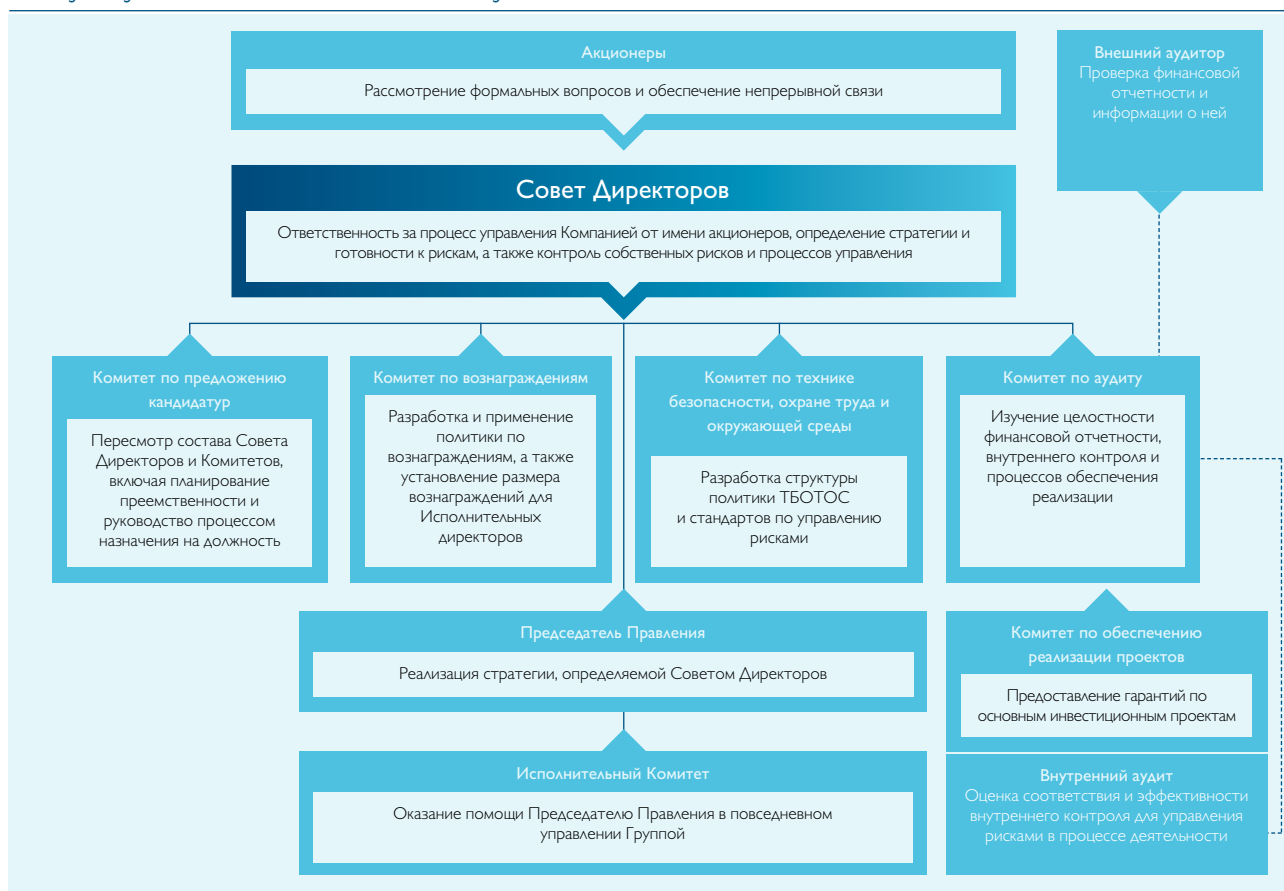 Акционеры
Рассмотрение формальных вопросов и обеспечение непрерывной связи
Внешний аудитор
Проверка финансовой
отчетности и
информации о ней
Совет Директоров
Ответственность за процесс управления Компанией от имени акционеров, определение стратегии и
готовности к рискам, а также контроль собственных рисков и процессов управления
Комитет по предложению
кандидатур
Пересмотр состава Совета
Директоров и Комитетов,
включая планирование
преемственности и
руководство процессом
назначения на должность
Комитет по вознаграждениям
Разработка и применение
политики по
вознаграждениям, а также
установление размера
вознаграждений для
Исполнительных
директоров
Комитет по технике
безопасности, охране труда и
окружающей среды
Разработка структуры
политики ТБОТОС
и стандартов по управлению
рисками
Комитет по аудиту
Изучение целостности
финансовой отчетности,
внутреннего контроля и
процессов обеспечения
реализации
Председатель Правления
Реализация стратегии, определяемой Советом Директоров
Комитет по обеспечению
реализации проектов
Предоставление гарантий по
основным инвестиционным проектам
Исполнительный Комитет
Оказание помощи Председателю Правления в повседневном
управлении Группой
Внутренний аудит
Оценка соответствия и эффективности
внутреннего контроля для управления
рисками в процессе деятельности